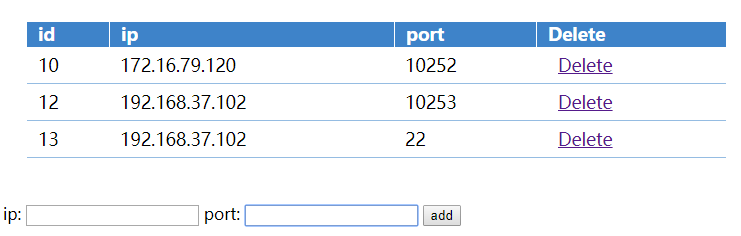 id ip port Delete
10 172.16.79.120 10252 Delete
12 192.168.37.102 10253 Delete
13 192.168.37.102 22 Delete
ip: port: add